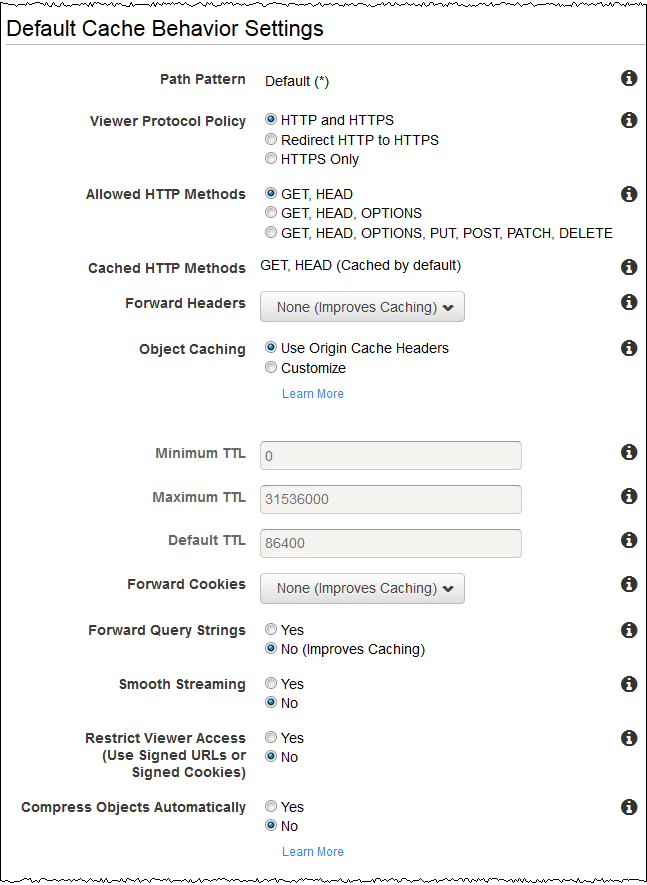 Default Cache Behavior Settings
Path Pattern Default (*)
Viewer Protocol Policy HTTP and HTTPS
Redirect HTTP to HTTPS
HTTPS Only
Allowed HTTP Methods GET, HEAD
GET, HEAD, OPTIONS
GET, HEAD, OPTIONS, PUT, POST, PATCH, DELETE
Cached HTTP Methods GET, HEAD (Cached by default)
Forward Headers None (Improves Caching)
Object Caching Use Origin Cache Headers
Customize
Learn More
Minimum TTL 0
Maximum TTL 31536000
Default TTL 86400
Forward Cookies None (Improves Caching)
Forward Query Strings Yes
No (Improves Caching)
Smooth Streaming Yes
No
Restrict Viewer Access Yes
(Use Signed URLs or No
Signed Cookies)
Compress Objects Automatically Yes
No
Learn More